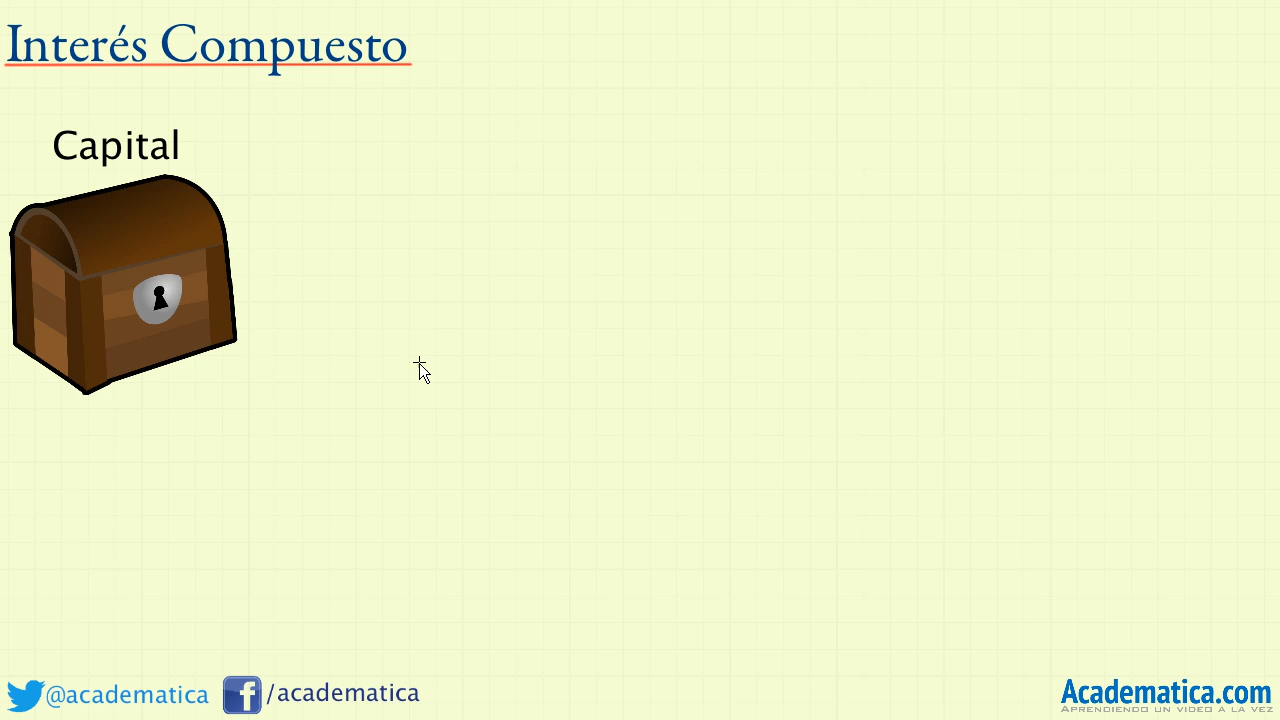 Interés Compuesto
Capital
@academatica
/academatica
Academatica.com
APRENDIENDO UN VIDEO A LA VEZ